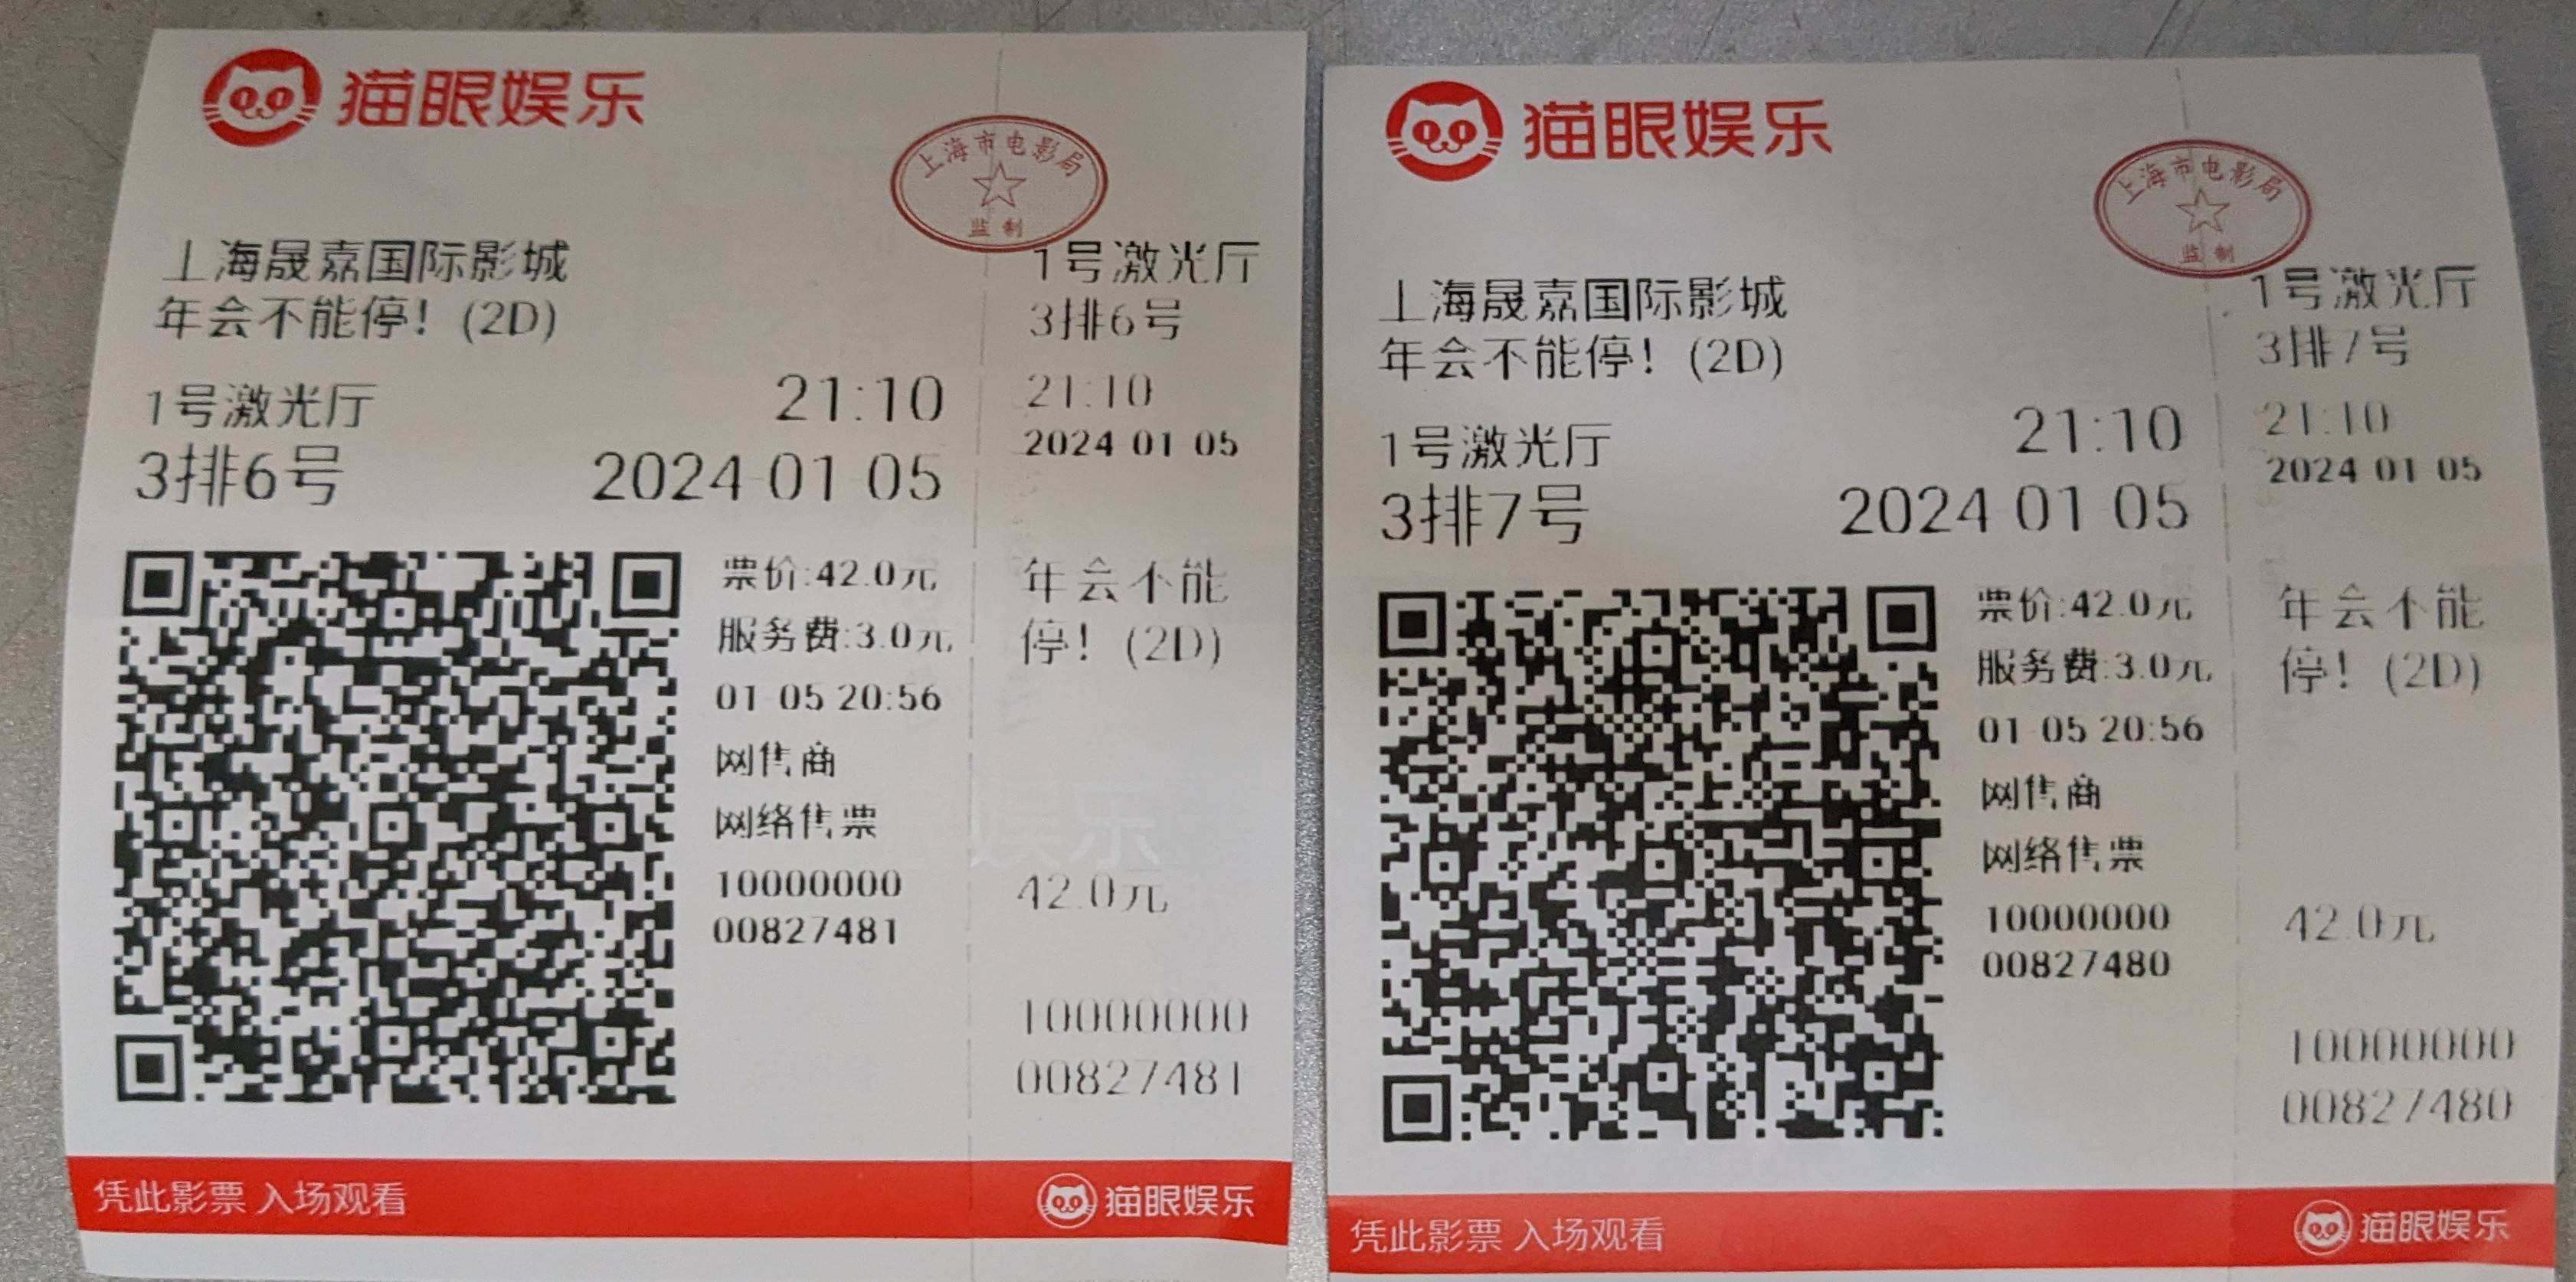 猫眼娱乐
上海市电影局
监制
上海晟嘉国际影城
年会不能停！(2D)
1号激光厅
21:10
3排6号
2024-01-05
票价:42.0元
服务费:3.0元
01-05 20:56
网售商
网络售票
10000000
00827481
1号激光厅
3排6号
21:10
2024-01-05
年会不能
停！(2D)
娱乐
42.0元
10000000
00827481
凭此影票 入场观看
猫眼娱乐
猫眼娱乐
上海市电影局
监制
上海晟嘉国际影城
年会不能停！(2D)
1号激光厅
21:10
3排7号
2024-01-05
票价:42.0元
服务费:3.0元
01-05 20:56
网售商
网络售票
10000000
00827480
1号激光厅
3排7号
21:10
2024-01-05
年会不能
停！(2D)
42.0元
10000000
00827480
凭此影票 入场观看
猫眼娱乐